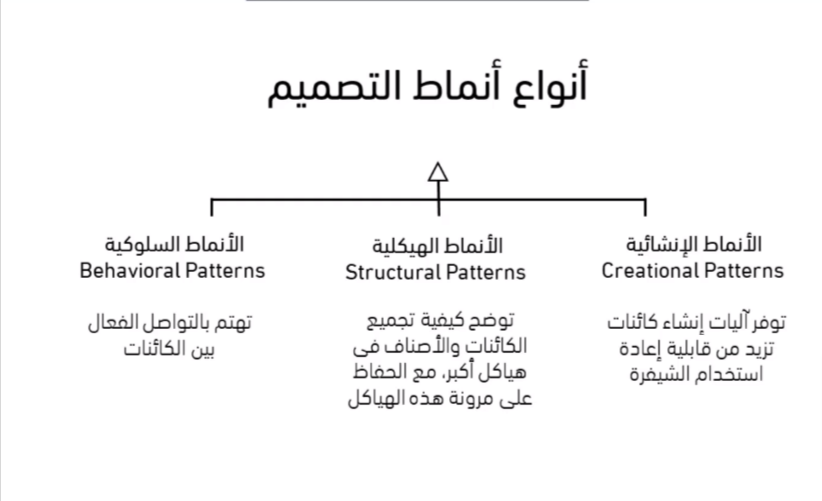 أنواع أنماط التصميم
الأنماط الإنشائية
Creational Patterns
توفر آليات إنشاء كائنات
تزيد من قابلية إعادة
استخدام الشيفرة
الأنماط الهيكلية
Structural Patterns
توضح كيفية تجميع
الكائنات والأصناف فى
هياكل أكبر، مع الحفاظ
على مرونة هذه الهياكل
الأنماط السلوكية
Behavioral Patterns
تهتم بالتواصل الفعال
بين الكائنات